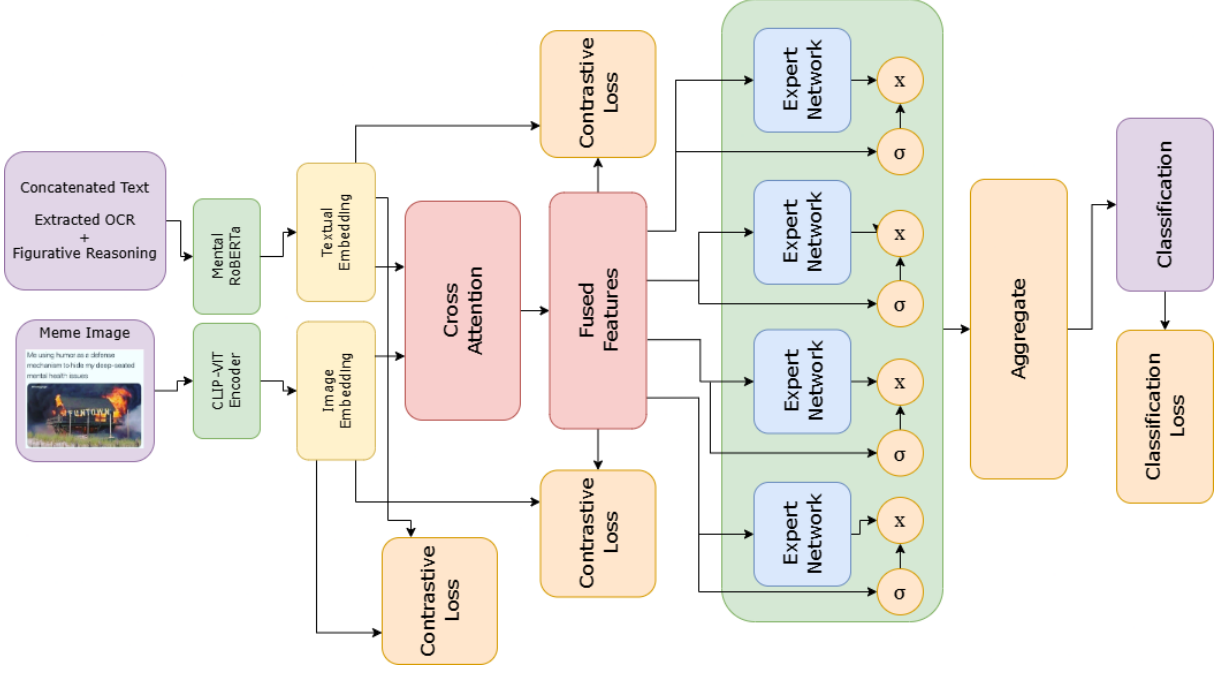 Concatenated Text
Extracted OCR
+
Figurative Reasoning
Mental
RoBERTa
Textual
Embedding
Meme Image
Me using humor as a defense
mechanism to hide my deep-seated
mental health issues
FUNTOWN
CLIP-VIT
Encoder
Image
Embedding
Cross
Attention
Fused
Features
Contrastive
Loss
Contrastive
Loss
Contrastive
Loss
Expert
Network
x
σ
Expert
Network
x
σ
Expert
Network
x
σ
Expert
Network
x
σ
Aggregate
Classification
Classification
Loss